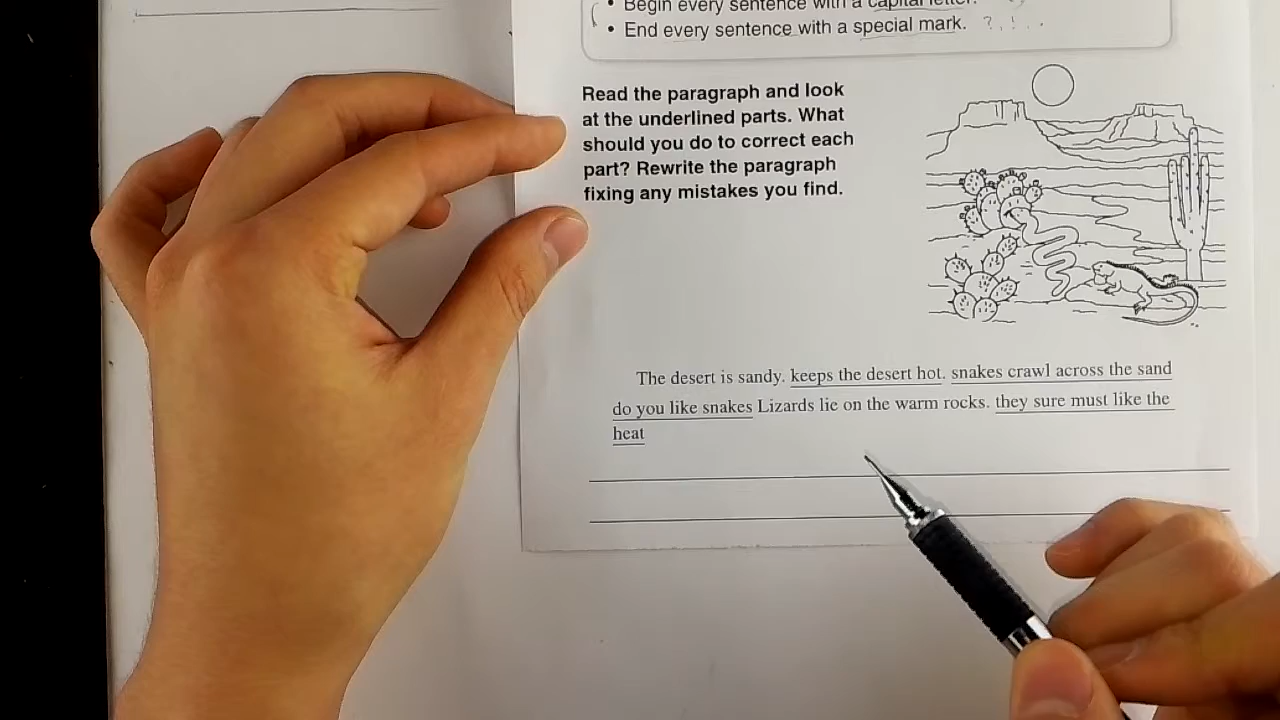 • Begin every sentence with a capital letter.
• End every sentence with a special mark. ? , ! . .
Read the paragraph and look
at the underlined parts. What
should you do to correct each
part? Rewrite the paragraph
fixing any mistakes you find.
The desert is sandy. keeps the desert hot. snakes crawl across the sand
do you like snakes Lizards lie on the warm rocks. they sure must like the
heat